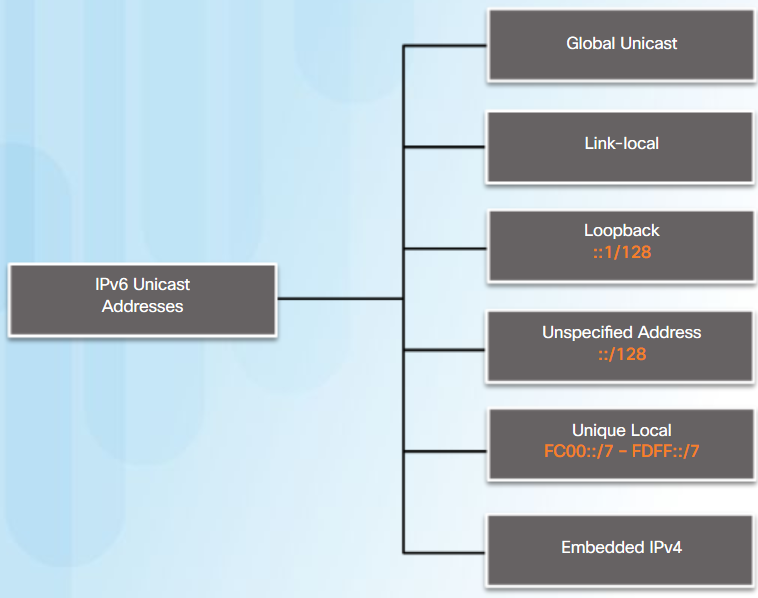 Global Unicast
Link-local
Loopback
::1/128
IPv6 Unicast
Addresses
Unspecified Address
::/128
Unique Local
FC00::/7 – FDFF::/7
Embedded IPv4